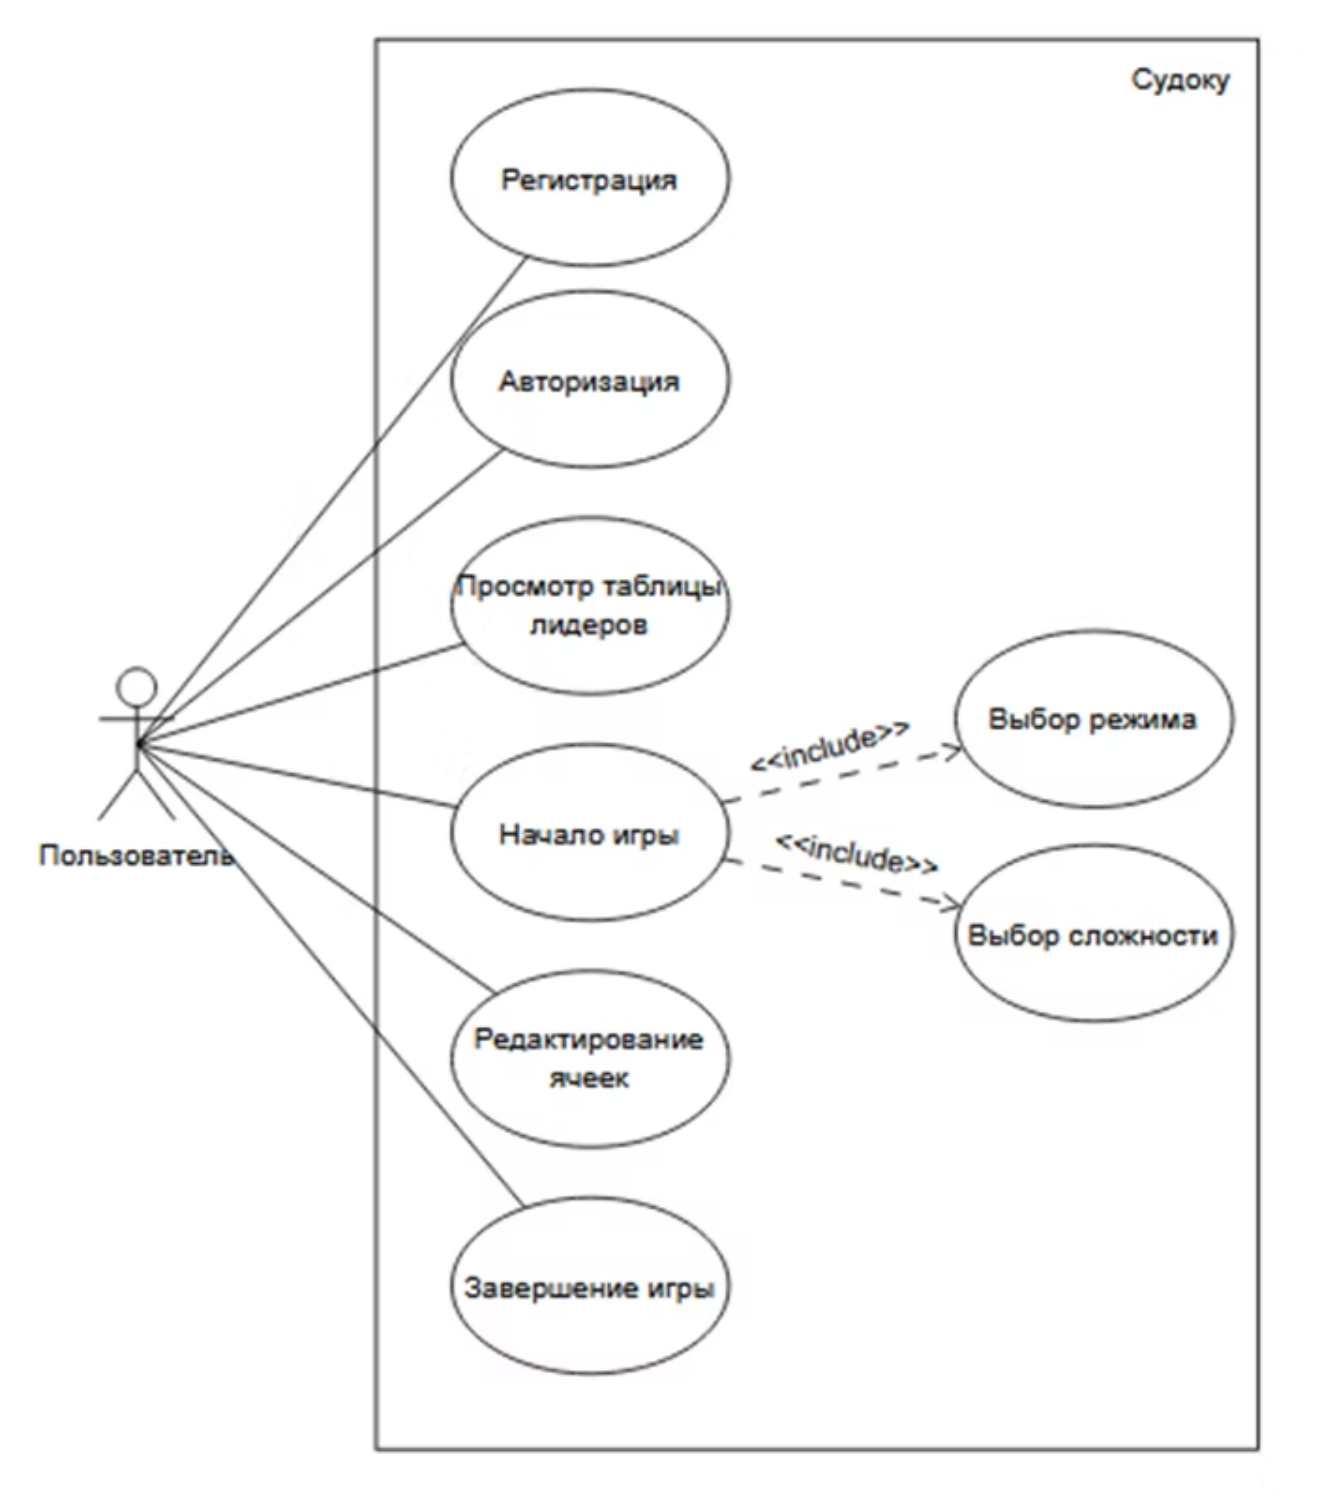 Судоку
Регистрация
Авторизация
Просмотр таблицы
лидеров
Выбор режима
<<include>>
Начало игры
<<include>>
Пользователь
Выбор сложности
Редактирование
ячеек
Завершение игры